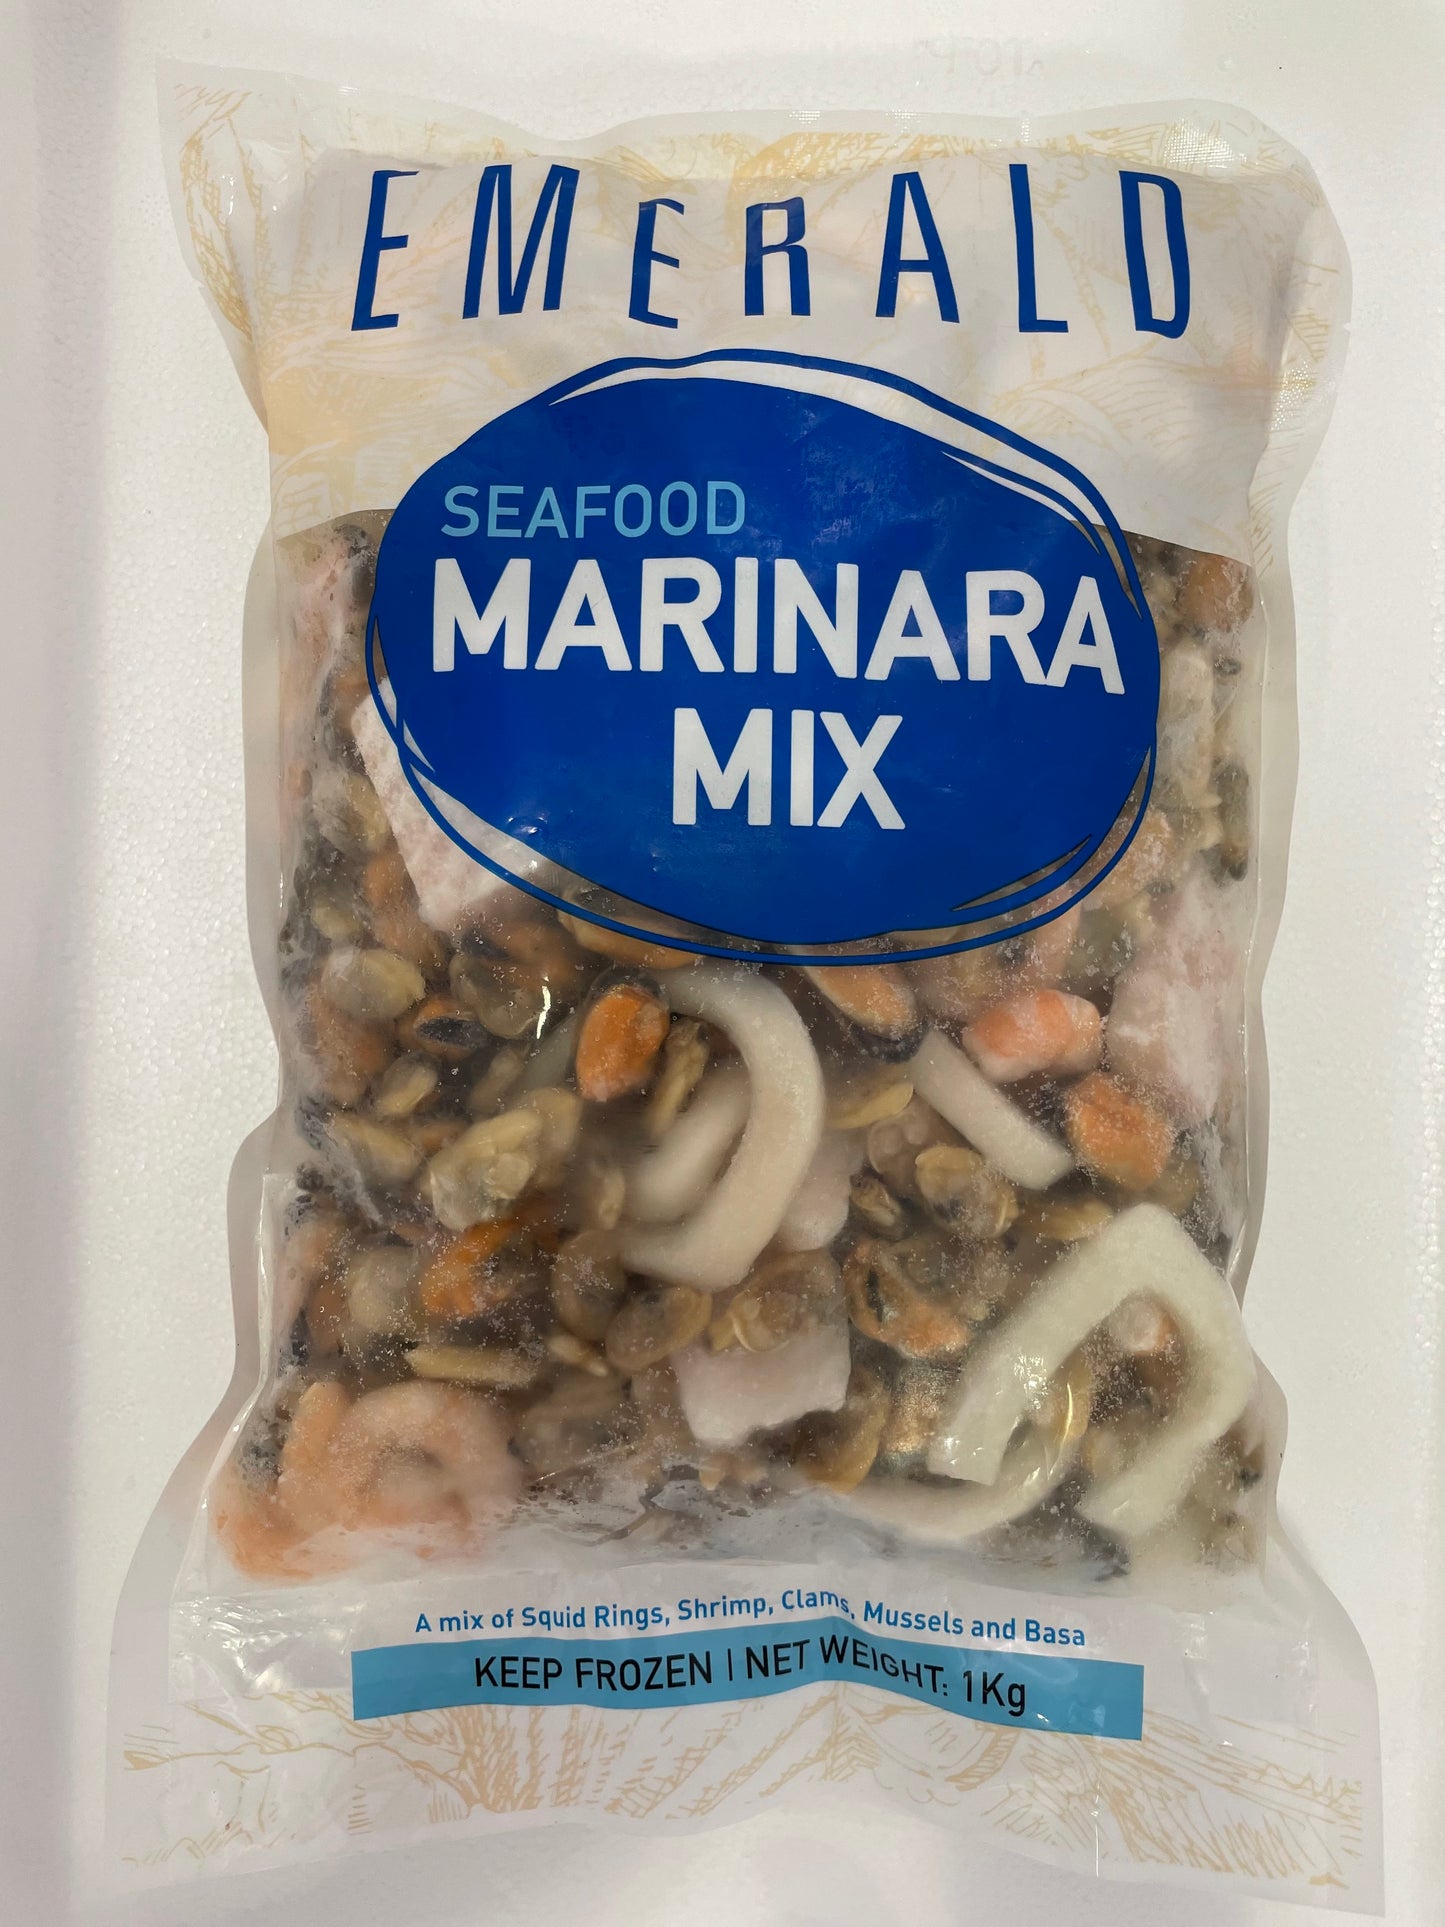 EMERALD
SEAFOOD
MARINARA
MIX
A mix of Squid Rings, Shrimp, Clams, Mussels and Basa
KEEP FROZEN | NET WEIGHT: 1Kg